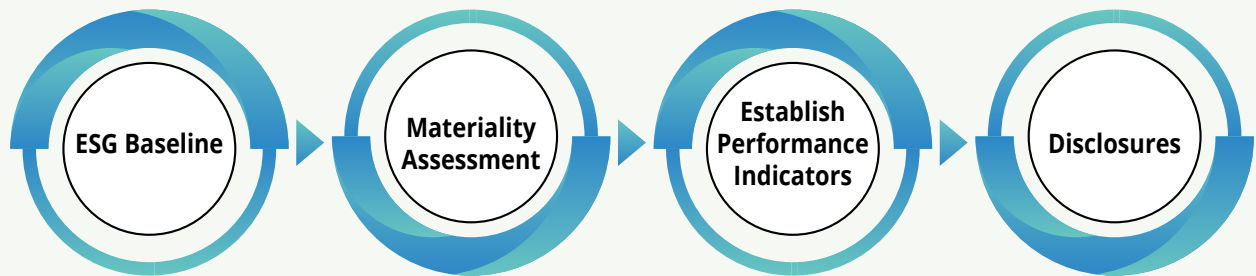 ESG Baseline
Materiality
Assessment
Establish
Performance
Indicators
Disclosures